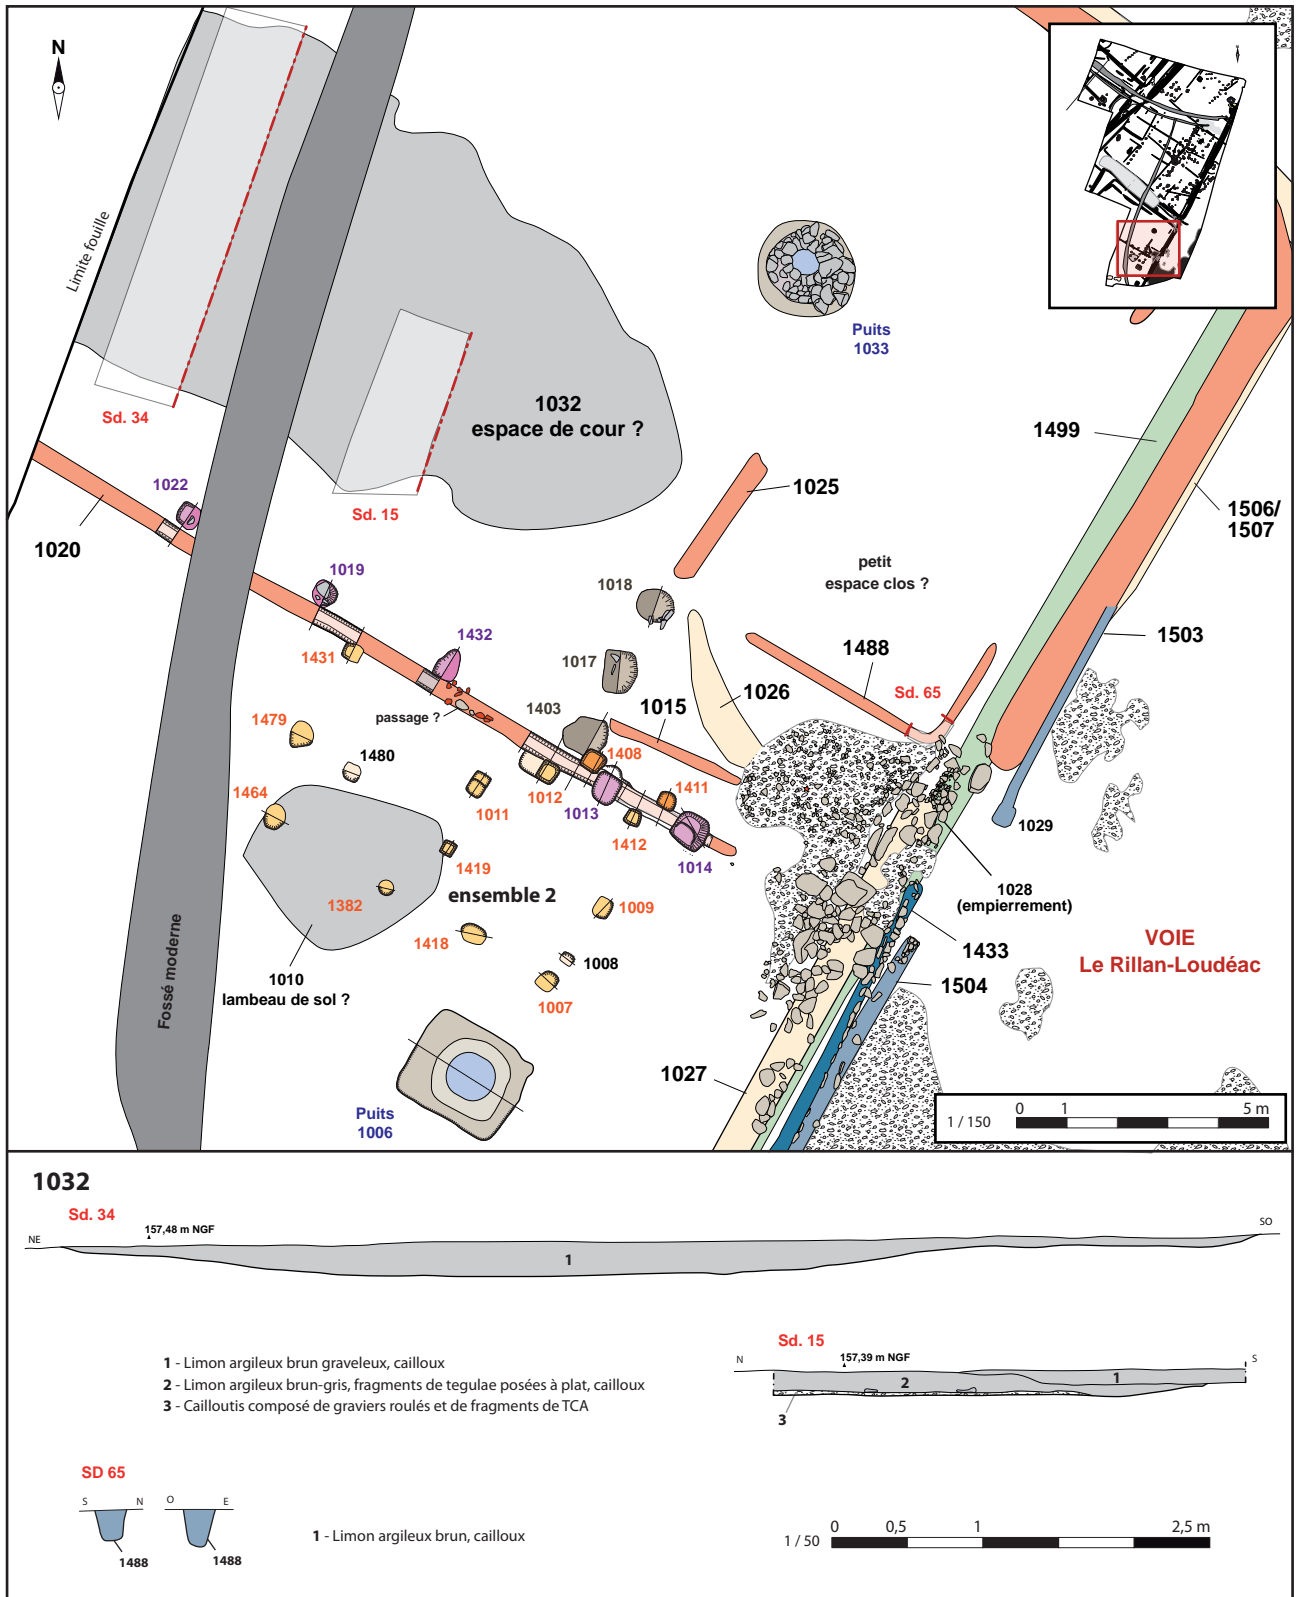 N
Limite fouille
Sd. 34
Puits
1033
1032
espace de cour ?
1499
1025
1022
Sd. 15
1506/
1507
1020
petit
espace clos ?
1019
1018
1503
1432
1488
1431
1017
Sd. 65
1026
passage ?
1403
1015
1479
1408
1480
1411
1464
1011
1012
1013
1412
1029
1419
1014
1382
ensemble 2
1009
1028
(empierrement)
1418
1433
VOIE
Le Rillan-Loudéac
1008
1010
lambeau de sol ?
1504
1007
Fossé moderne
1027
Puits
1006
1 / 150
0 1 5 m
1032
Sd. 34
157,48 m NGF
NE
SO
1
Sd. 15
157,39 m NGF
N
S
1 - Limon argileux brun graveleux, cailloux
2 - Limon argileux brun-gris, fragments de tegulae posées à plat, cailloux
3 - Cailloutis composé de graviers roulés et de fragments de TCA
2
1
3
SD 65
S N O E
1488
1488
1 - Limon argileux brun, cailloux
1 / 50
0 0,5 1 2,5 m